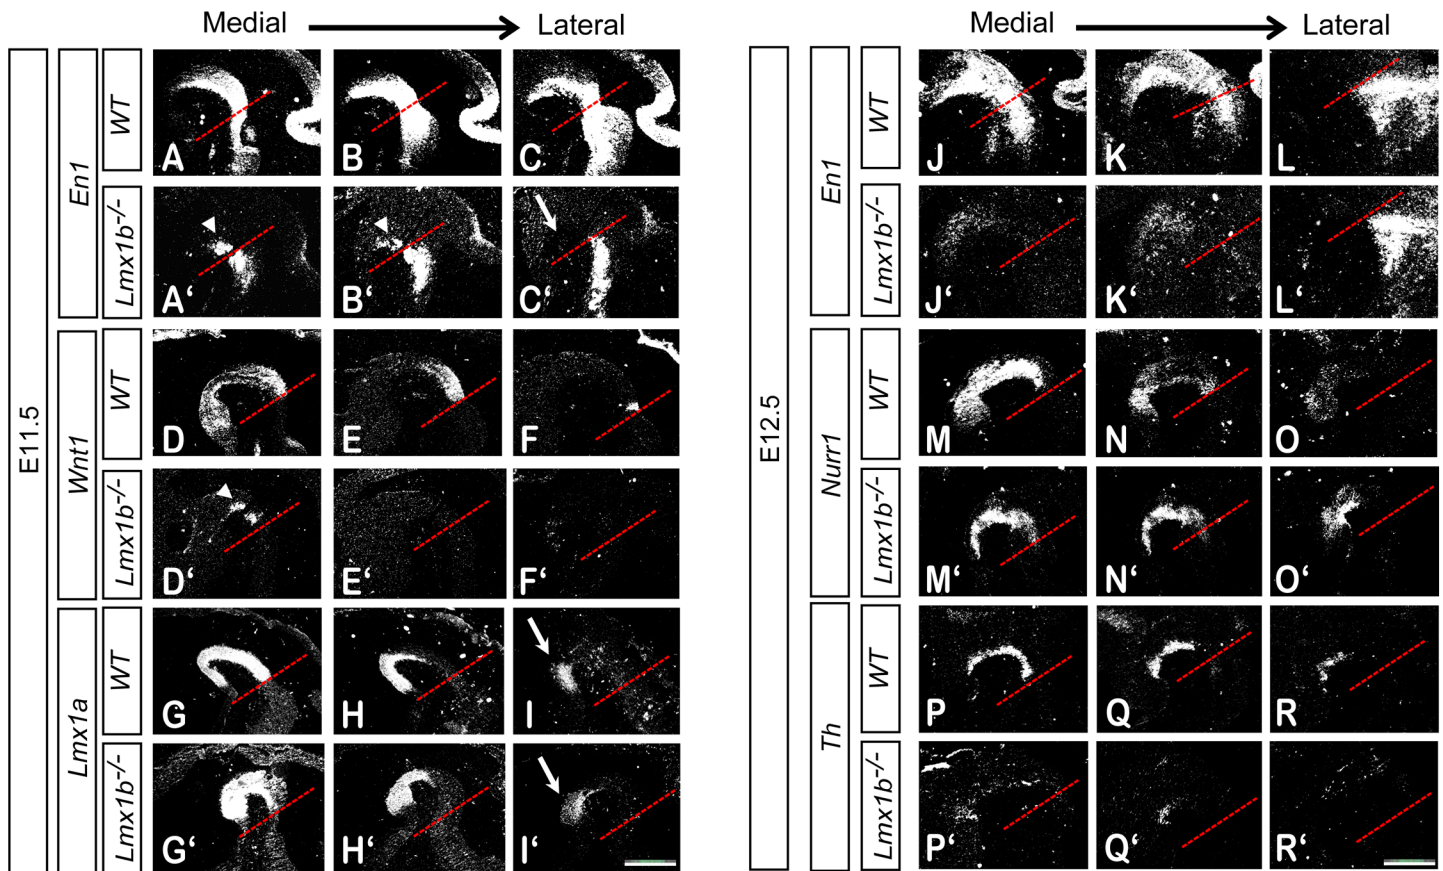 Medial Lateral
Medial Lateral
E11.5
En1
WT
A B C
Lmx1b-/-
A‘ B‘ C‘
Wnt1
WT
D E F
Lmx1b-/-
D‘ E‘ F‘
Lmx1a
WT
G H I
Lmx1b-/-
G‘ H‘ I‘
E12.5
En1
WT
J K L
Lmx1b-/-
J‘ K‘ L‘
Nurr1
WT
M N O
Lmx1b-/-
M‘ N‘ O‘
Th
WT
P Q R
Lmx1b-/-
P‘ Q‘ R‘